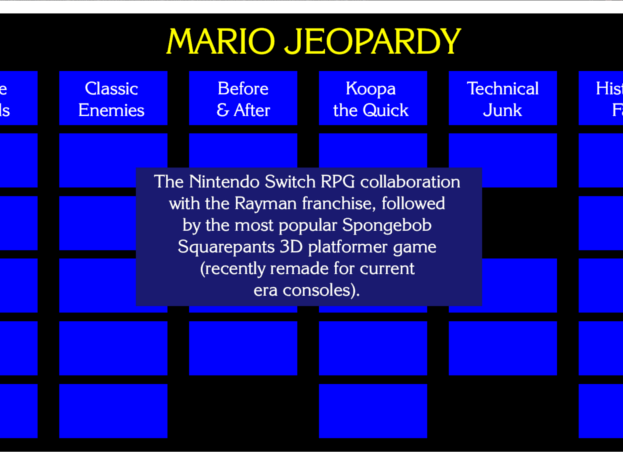 MARIO JEOPARDY
Classic
Enemies
Before
& After
Koopa
the Quick
Technical
Junk
The Nintendo Switch RPG collaboration
with the Rayman franchise, followed
by the most popular Spongebob
Squarepants 3D platformer game
(recently remade for current
era consoles).